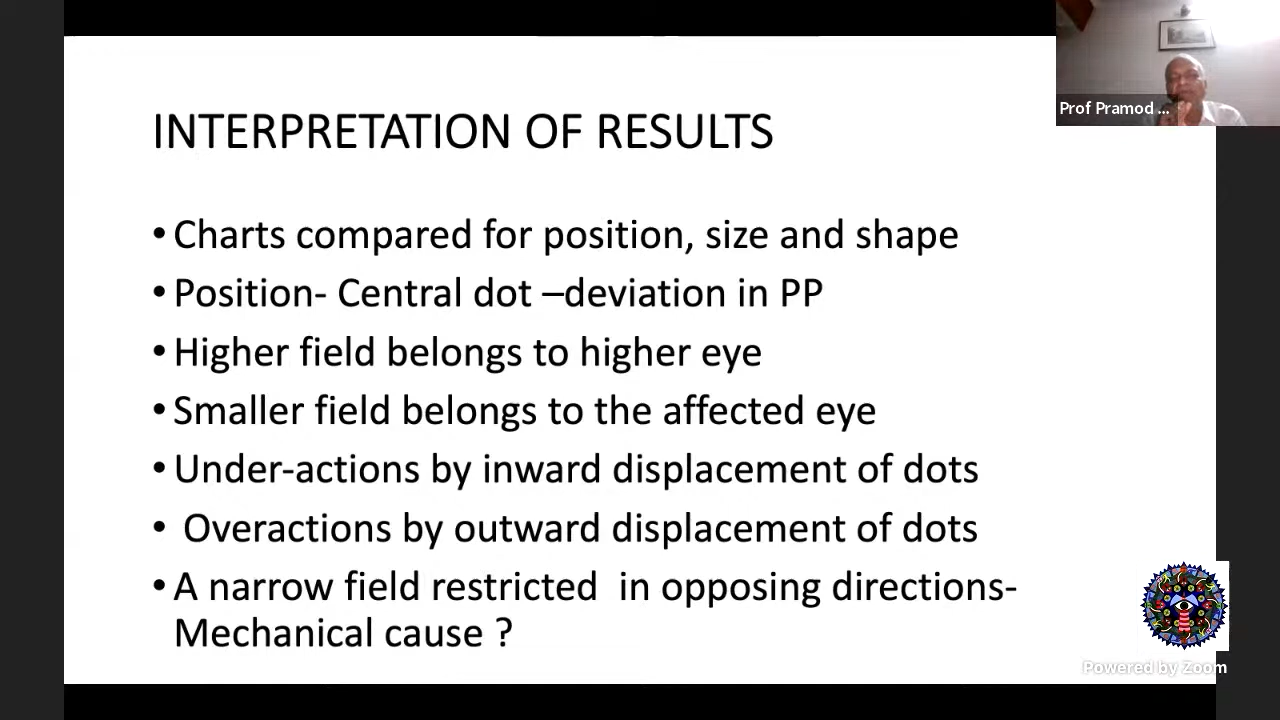 INTERPRETATION OF RESULTS
• Charts compared for position, size and shape
• Position- Central dot –deviation in PP
• Higher field belongs to higher eye
• Smaller field belongs to the affected eye
• Under-actions by inward displacement of dots
• Overactions by outward displacement of dots
• A narrow field restricted  in opposing directions-
Mechanical cause ?
Prof Pramod ...
Powered by Zoom